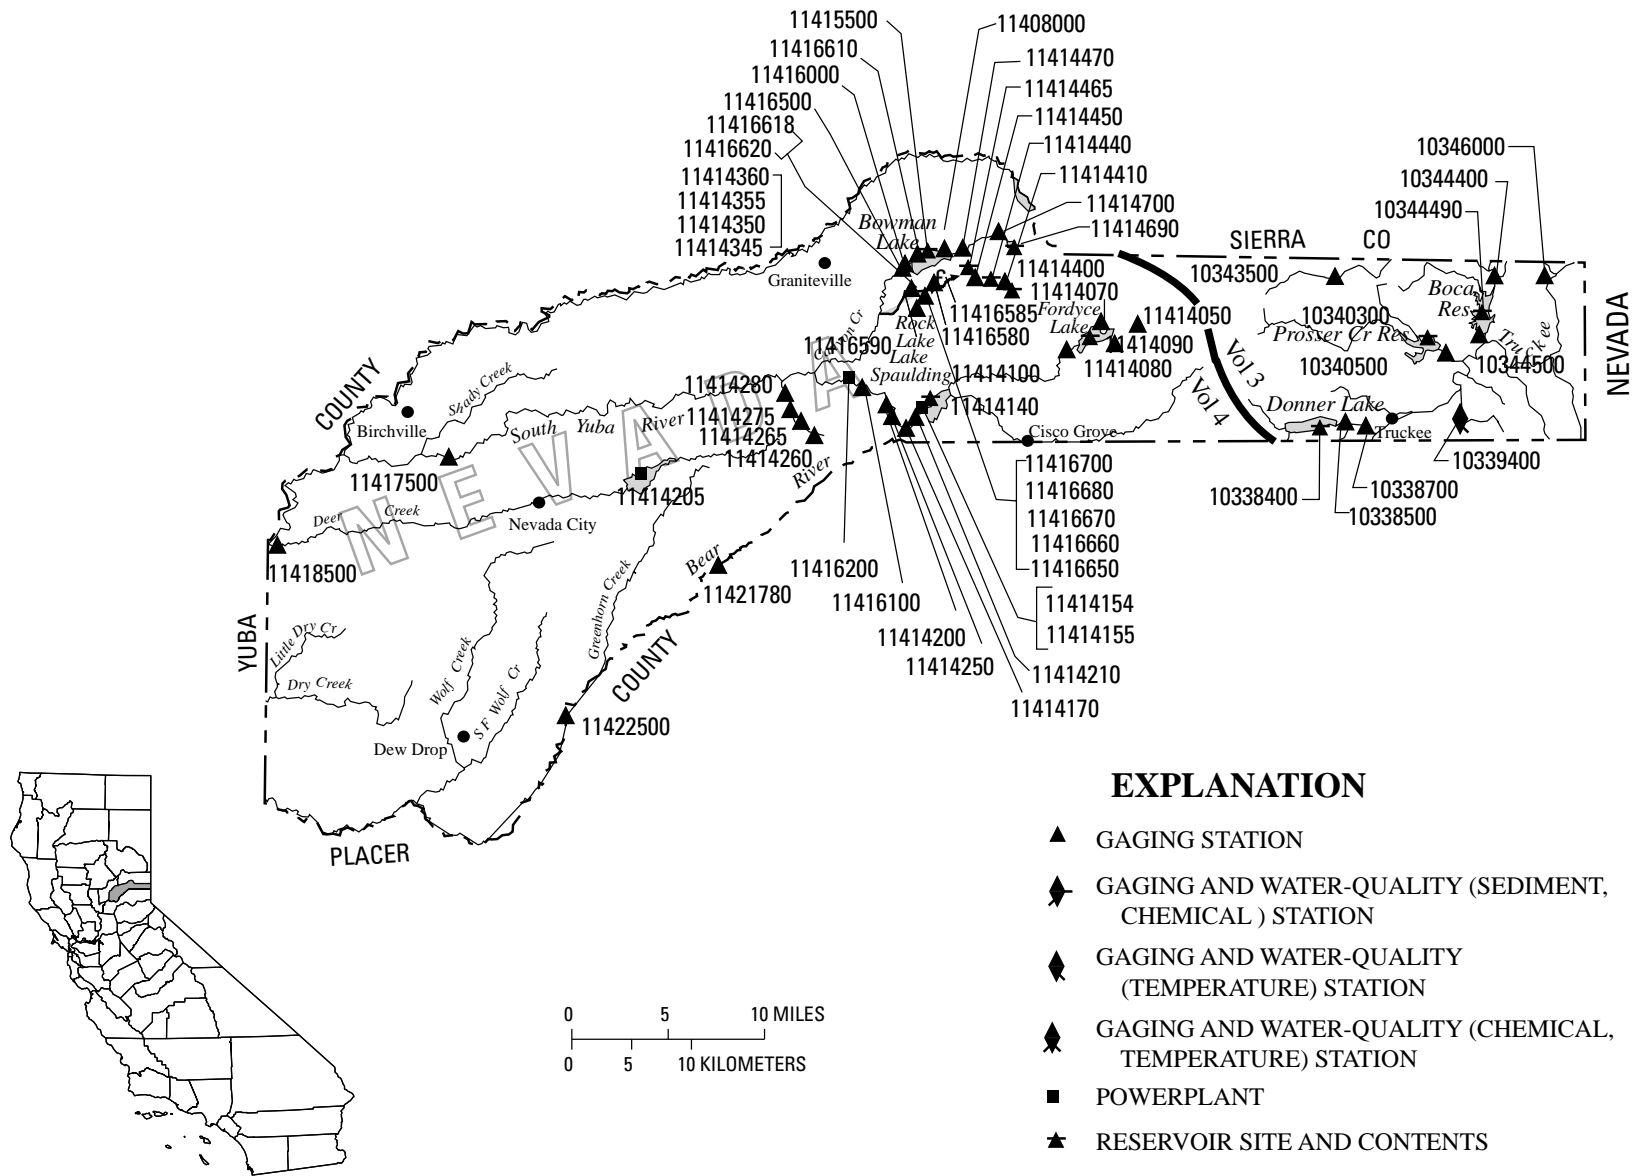 11415500
11408000
11416610
11414470
11416000
11414465
11416500
11414450
11416618
11414440
11416620
11414410
11414360
11414355
11414350
11414345
11414700
11414690
10346000
10344400
10344490
Bowman
Lake
SIERRA CO
Graniteville
11414400
11414070
10343500
11416585
11416580
Fordyce
Lake
11414050
10340300
Boca
Res
Prosser Cr Res
Truckee
NEVADA
Rock
Lake
Lake
Spaulding
11416590
Canyon Cr
11414090
11414080
10340500
10344500
Vol 3
Vol 4
COUNTY
Shady Creek
11414280
11414275
11414265
11414260
11414100
11414140
Donner Lake
Truckee
Birchville
South Yuba River
Cisco Grove
11417500
NEVADA
11414205
River
10339400
11416700
11416680
11416670
11416660
11416650
10338400
10338700
10338500
Deer Creek
Nevada City
11418500
Bear
11421780
11416200
11416100
11414200
11414250
11414154
11414155
11414210
11414170
Greenhorn Creek
YUBA
Little Dry Cr
Dry Creek
Wolf Creek
S F Wolf Cr
COUNTY
11422500
Dew Drop
PLACER
EXPLANATION
GAGING STATION
GAGING AND WATER-QUALITY (SEDIMENT,
CHEMICAL ) STATION
GAGING AND WATER-QUALITY
(TEMPERATURE) STATION
GAGING AND WATER-QUALITY (CHEMICAL,
TEMPERATURE) STATION
POWERPLANT
RESERVOIR SITE AND CONTENTS
0 5 10 MILES
0 5 10 KILOMETERS